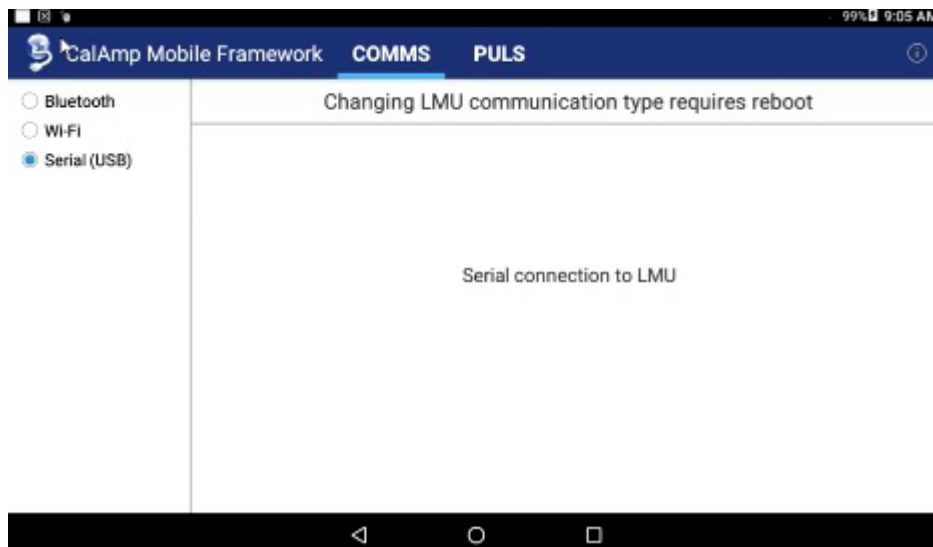 99% 9:05 AM
CalAmp Mobile Framework COMMS PULS
Bluetooth
Wi-Fi
Serial (USB)
Changing LMU communication type requires reboot
Serial connection to LMU